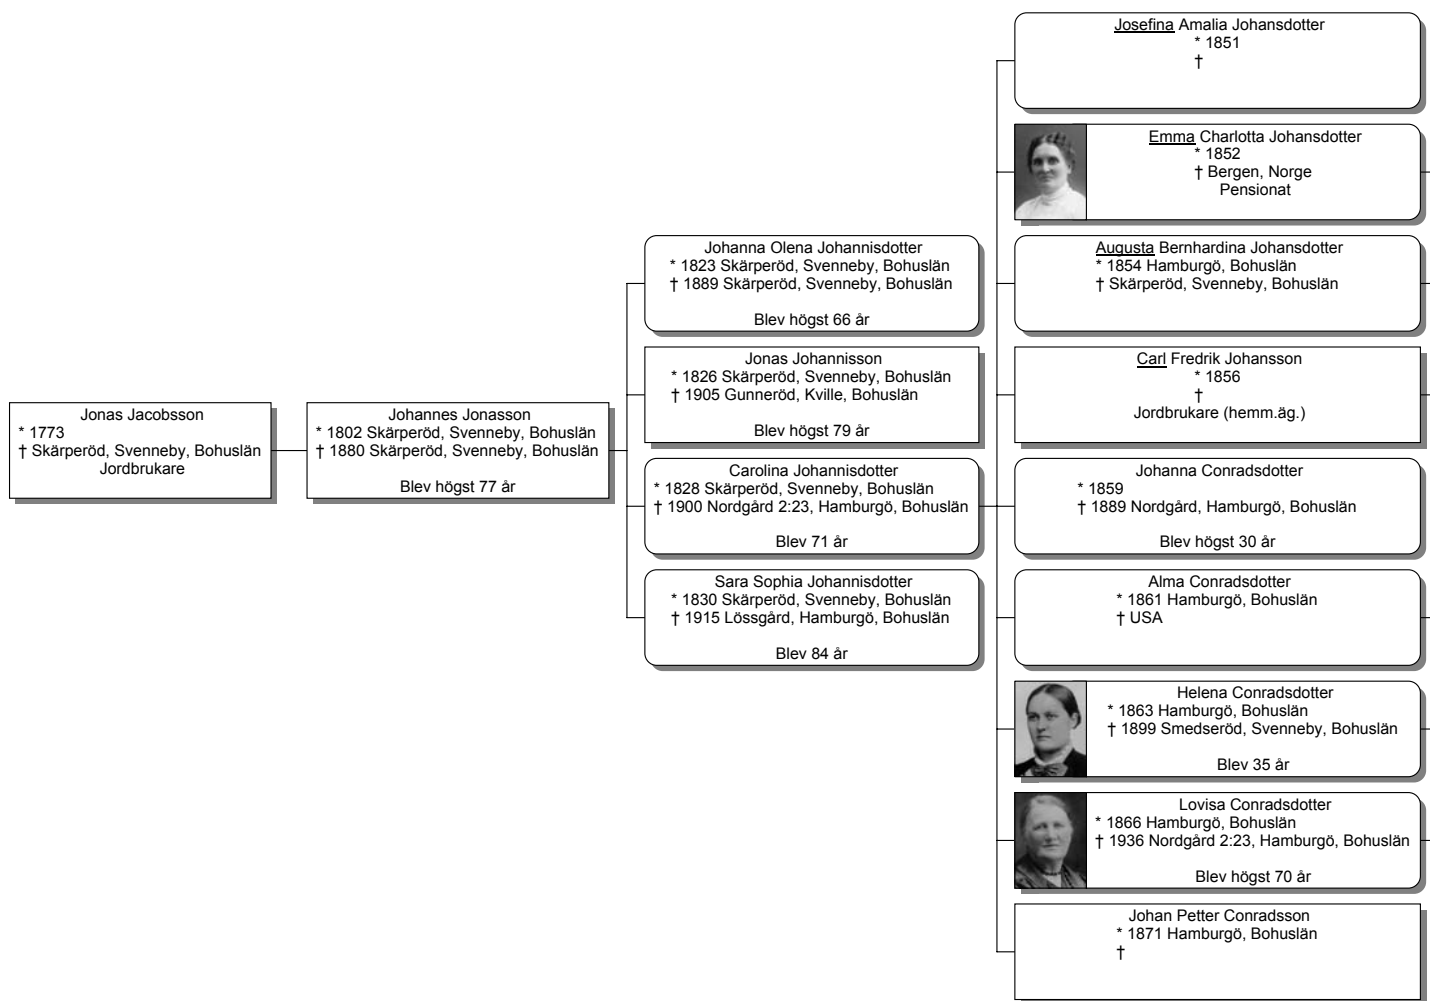 Jonas Jacobsson
* 1773
† Skärperöd, Svenneby, Bohuslän
Jordbrukare
Johannes Jonasson
* 1802 Skärperöd, Svenneby, Bohuslän
† 1880 Skärperöd, Svenneby, Bohuslän
Blev högst 77 år
Johanna Olena Johannisdotter
* 1823 Skärperöd, Svenneby, Bohuslän
† 1889 Skärperöd, Svenneby, Bohuslän
Blev högst 66 år
Jonas Johannisson
* 1826 Skärperöd, Svenneby, Bohuslän
† 1905 Gunneröd, Kville, Bohuslän
Blev högst 79 år
Carolina Johannisdotter
* 1828 Skärperöd, Svenneby, Bohuslän
† 1900 Nordgård 2:23, Hamburgö, Bohuslän
Blev 71 år
Sara Sophia Johannisdotter
* 1830 Skärperöd, Svenneby, Bohuslän
† 1915 Lössgård, Hamburgö, Bohuslän
Blev 84 år
Josefina Amalia Johansdotter
* 1851
†
Emma Charlotta Johansdotter
* 1852
† Bergen, Norge
Pensionat
Augusta Bernhardina Johansdotter
* 1854 Hamburgö, Bohuslän
† Skärperöd, Svenneby, Bohuslän
Carl Fredrik Johansson
* 1856
†
Jordbrukare (hemm.äg.)
Johanna Conradsdotter
* 1859
† 1889 Nordgård, Hamburgö, Bohuslän
Blev högst 30 år
Alma Conradsdotter
* 1861 Hamburgö, Bohuslän
† USA
Helena Conradsdotter
* 1863 Hamburgö, Bohuslän
† 1899 Smedseröd, Svenneby, Bohuslän
Blev 35 år
Lovisa Conradsdotter
* 1866 Hamburgö, Bohuslän
† 1936 Nordgård 2:23, Hamburgö, Bohuslän
Blev högst 70 år
Johan Petter Conradsson
* 1871 Hamburgö, Bohuslän
†